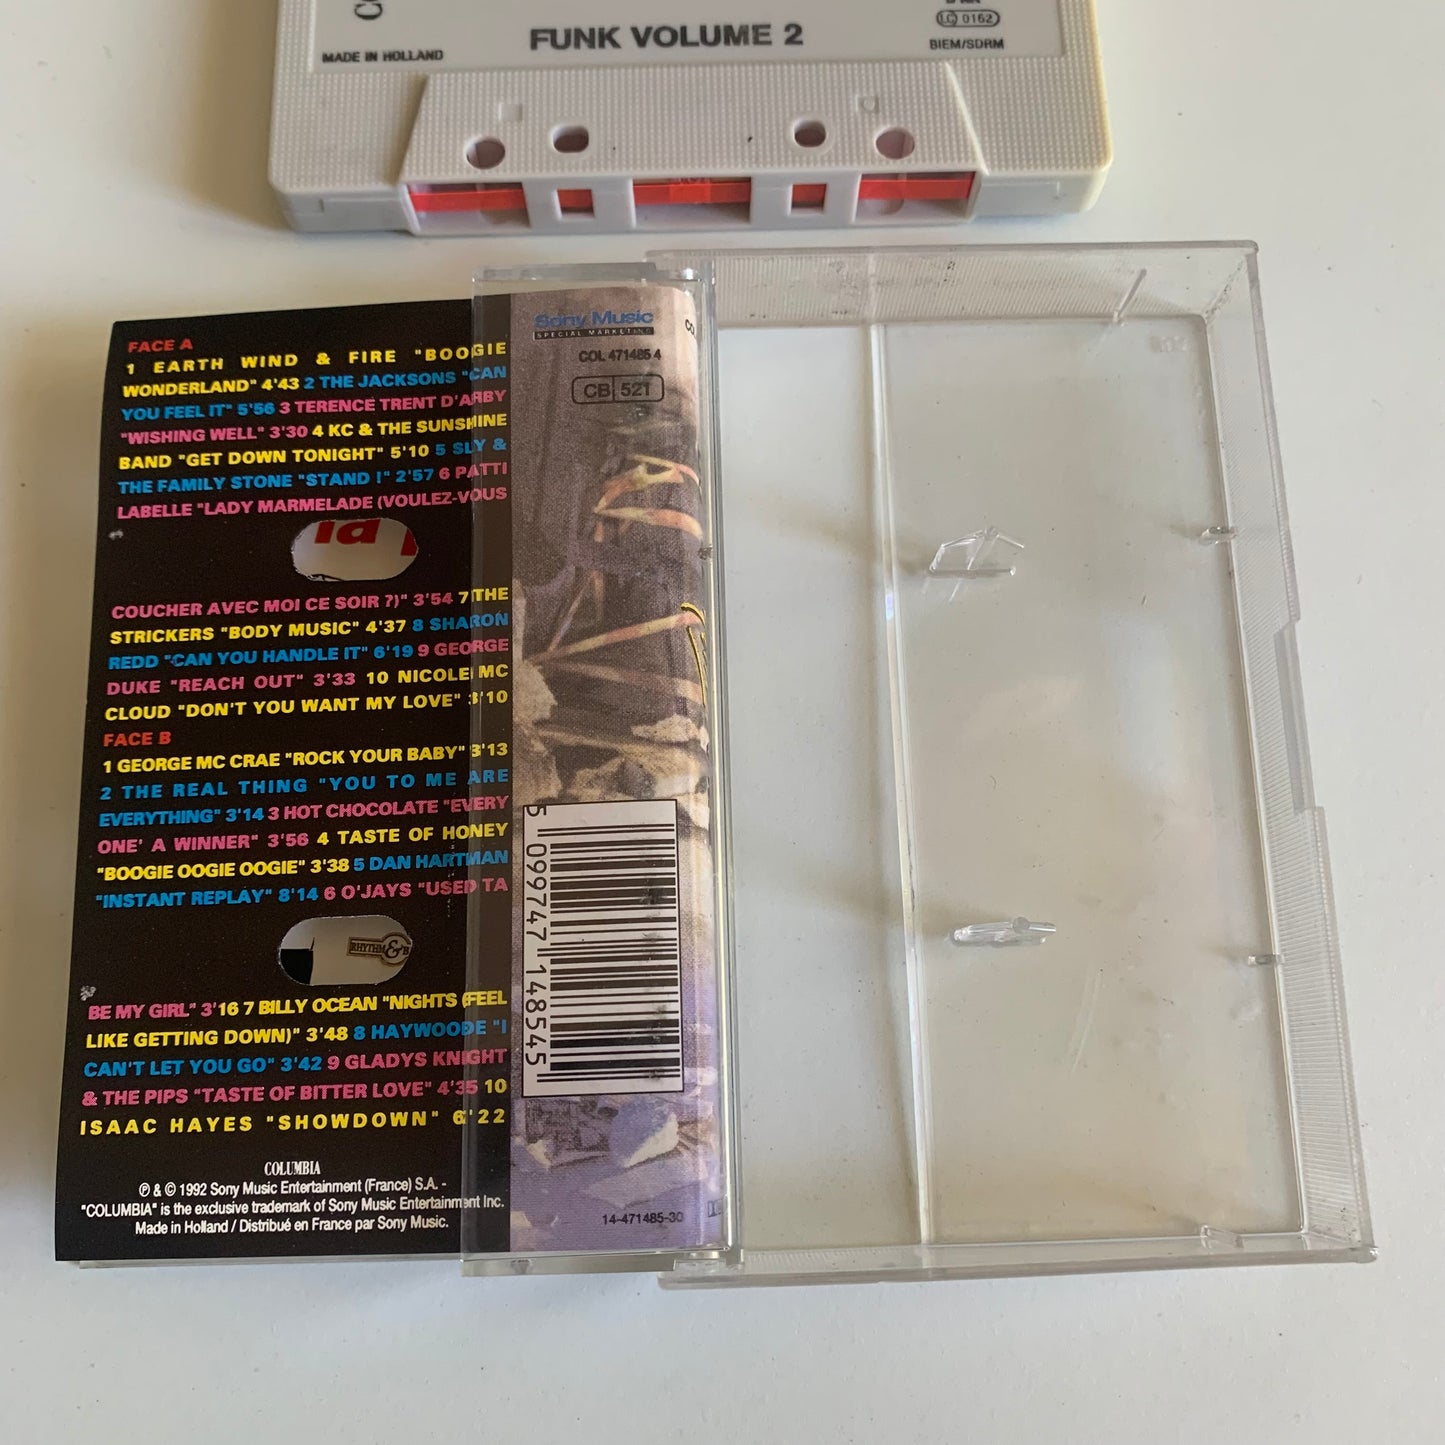 FUNK VOLUME 2
MADE IN HOLLAND
LC 0162
BIEM/SDRM
FACE A
1 EARTH WIND & FIRE "BOOGIE
WONDERLAND" 4'43 2 THE JACKSONS "CAN
YOU FEEL IT" 5'56 3 TERENCE TRENT D'ARBY
"WISHING WELL" 3'30 4 KC & THE SUNSHINE
BAND "GET DOWN TONIGHT" 5'10 5 SLY &
THE FAMILY STONE "STAND !" 2'57 6 PATTI
LABELLE "LADY MARMELADE (VOULEZ-VOUS
COUCHER AVEC MOI CE SOIR ?)" 3'54 7 THE
STRICKERS "BODY MUSIC" 4'37 8 SHARON
REDD "CAN YOU HANDLE IT" 6'19 9 GEORGE
DUKE "REACH OUT" 3'33 10 NICOLE MC
CLOUD "DON'T YOU WANT MY LOVE" 3'10
FACE B
1 GEORGE MC CRAE "ROCK YOUR BABY" 3'13
2 THE REAL THING "YOU TO ME ARE
EVERYTHING" 3'14 3 HOT CHOCOLATE "EVERY
ONE' A WINNER" 3'56 4 TASTE OF HONEY
"BOOGIE OOGIE OOGIE" 3'38 5 DAN HARTMAN
"INSTANT REPLAY" 8'14 6 O'JAYS "USED TA
RHYTHM & B
BE MY GIRL" 3'16 7 BILLY OCEAN "NIGHTS (FEEL
LIKE GETTING DOWN)" 3'48 8 HAYWOODE "I
CAN'T LET YOU GO" 3'42 9 GLADYS KNIGHT
& THE PIPS "TASTE OF BITTER LOVE" 4'35 10
ISAAC HAYES "SHOWDOWN" 6'22
COLUMBIA
℗ & © 1992 Sony Music Entertainment (France) S.A. -
"COLUMBIA" is the exclusive trademark of Sony Music Entertainment Inc.
Made in Holland / Distribué en France par Sony Music.
Sony Music
SPECIAL MARKETING
COL 471485 4
CB 521
5 099747 148545
14-471485-30